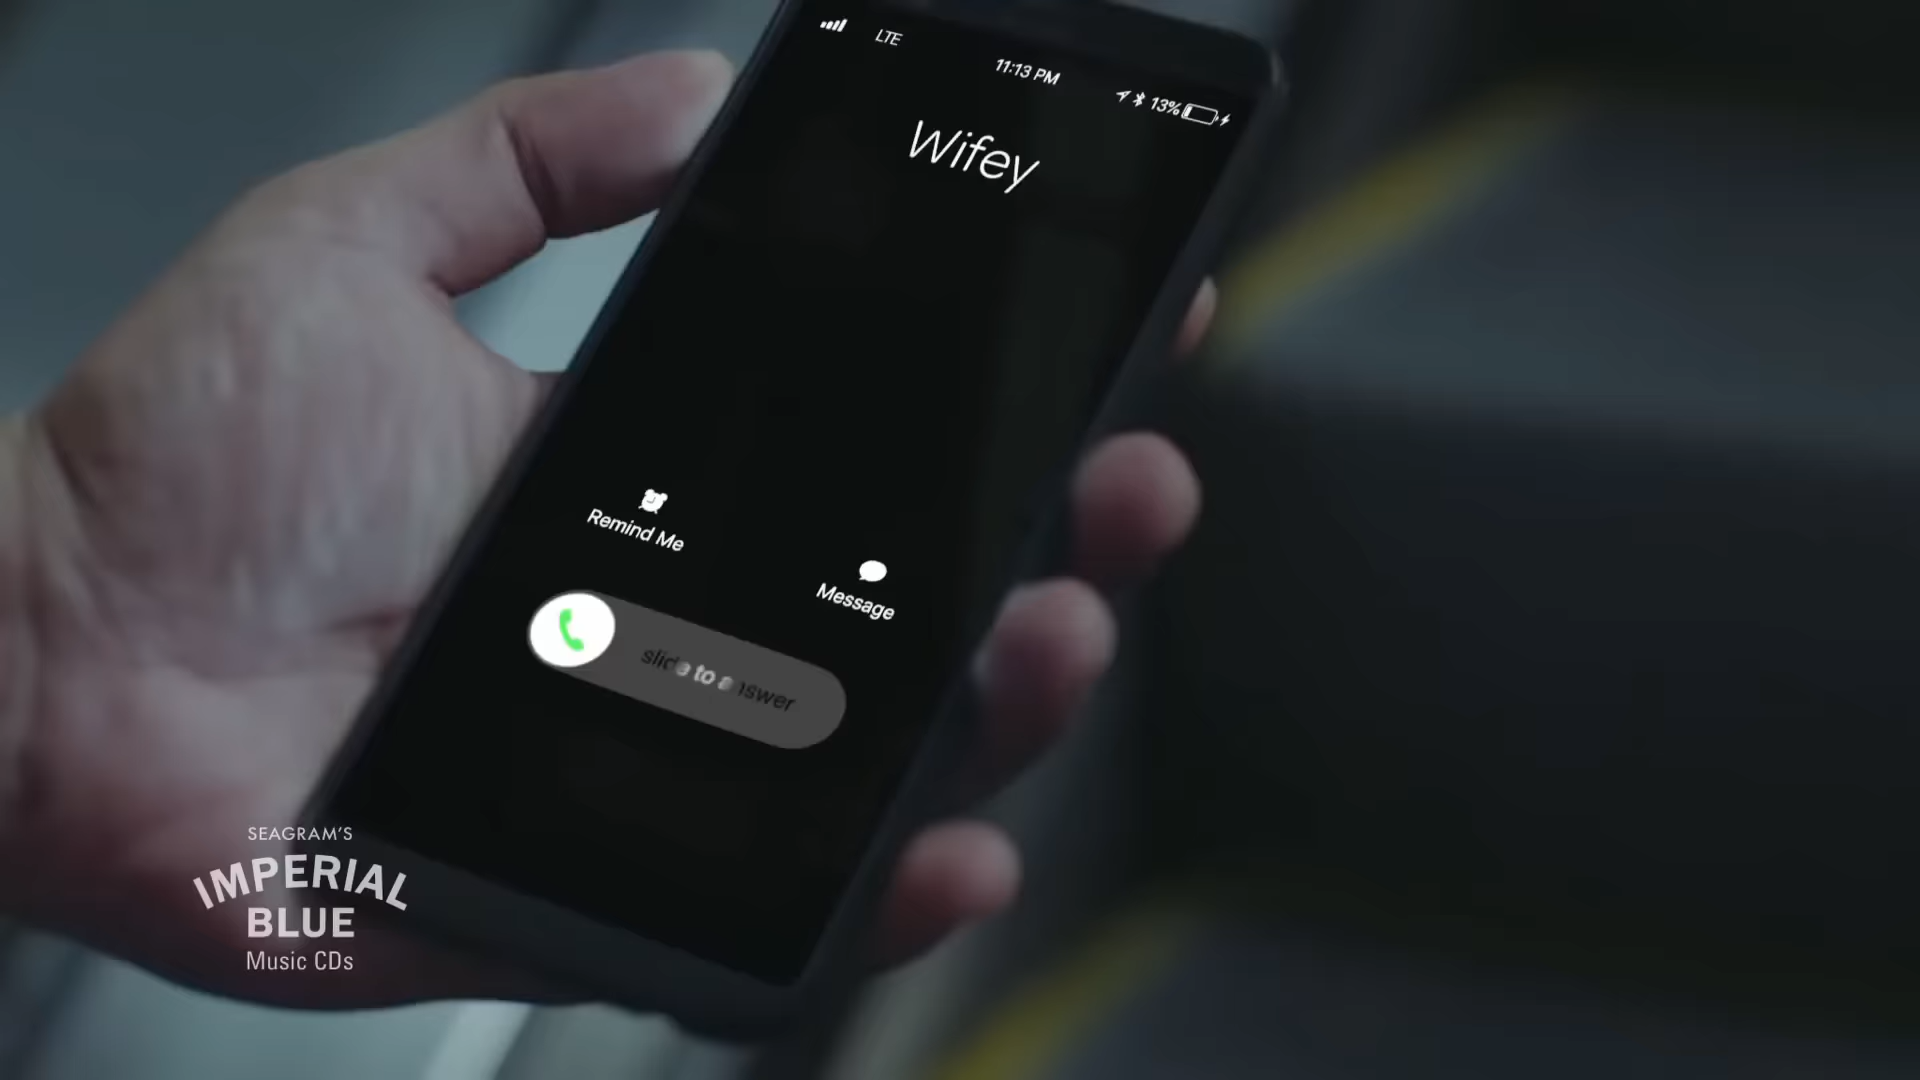 LTE
11:13 PM
13%
Wifey
Remind Me
Message
slide to answer
SEAGRAM'S
IMPERIAL
BLUE
Music CDs